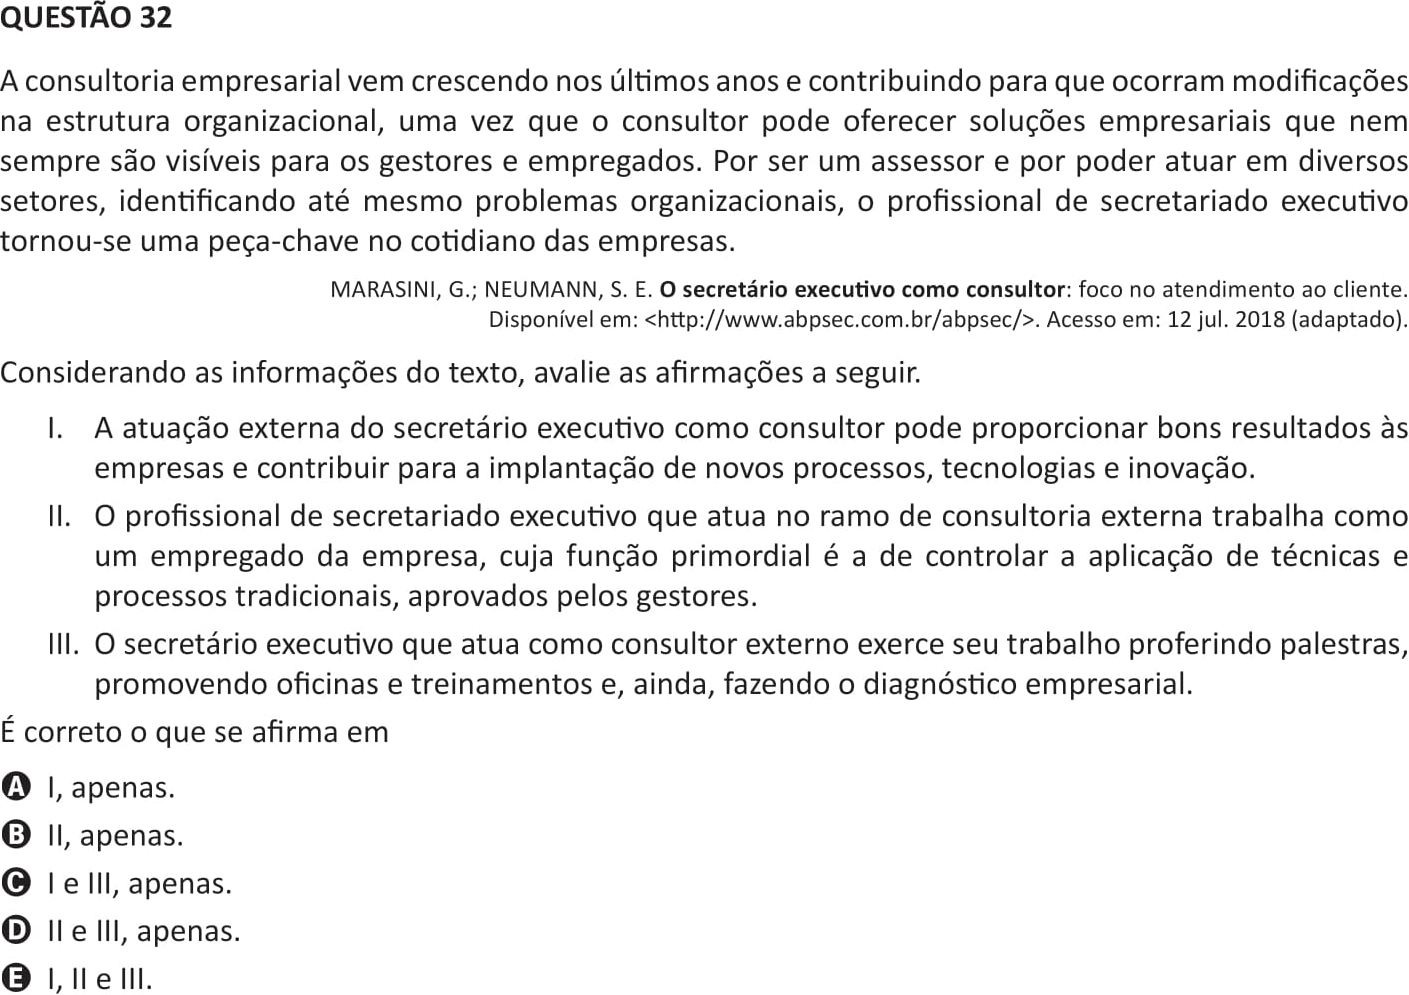 QUESTÃO 32
A consultoria empresarial vem crescendo nos últimos anos e contribuindo para que ocorram modificações
na estrutura organizacional, uma vez que o consultor pode oferecer soluções empresariais que nem
sempre são visíveis para os gestores e empregados. Por ser um assessor e por poder atuar em diversos
setores, identificando até mesmo problemas organizacionais, o profissional de secretariado executivo
tornou-se uma peça-chave no cotidiano das empresas.
MARASINI, G.; NEUMANN, S. E. O secretário executivo como consultor: foco no atendimento ao cliente.
Disponível em: <http://www.abpsec.com.br/abpsec/>. Acesso em: 12 jul. 2018 (adaptado).
Considerando as informações do texto, avalie as afirmações a seguir.
I. A atuação externa do secretário executivo como consultor pode proporcionar bons resultados às
empresas e contribuir para a implantação de novos processos, tecnologias e inovação.
II. O profissional de secretariado executivo que atua no ramo de consultoria externa trabalha como
um empregado da empresa, cuja função primordial é a de controlar a aplicação de técnicas e
processos tradicionais, aprovados pelos gestores.
III. O secretário executivo que atua como consultor externo exerce seu trabalho proferindo palestras,
promovendo oficinas e treinamentos e, ainda, fazendo o diagnóstico empresarial.
É correto o que se afirma em
A I, apenas.
B II, apenas.
C I e III, apenas.
D II e III, apenas.
E I, II e III.